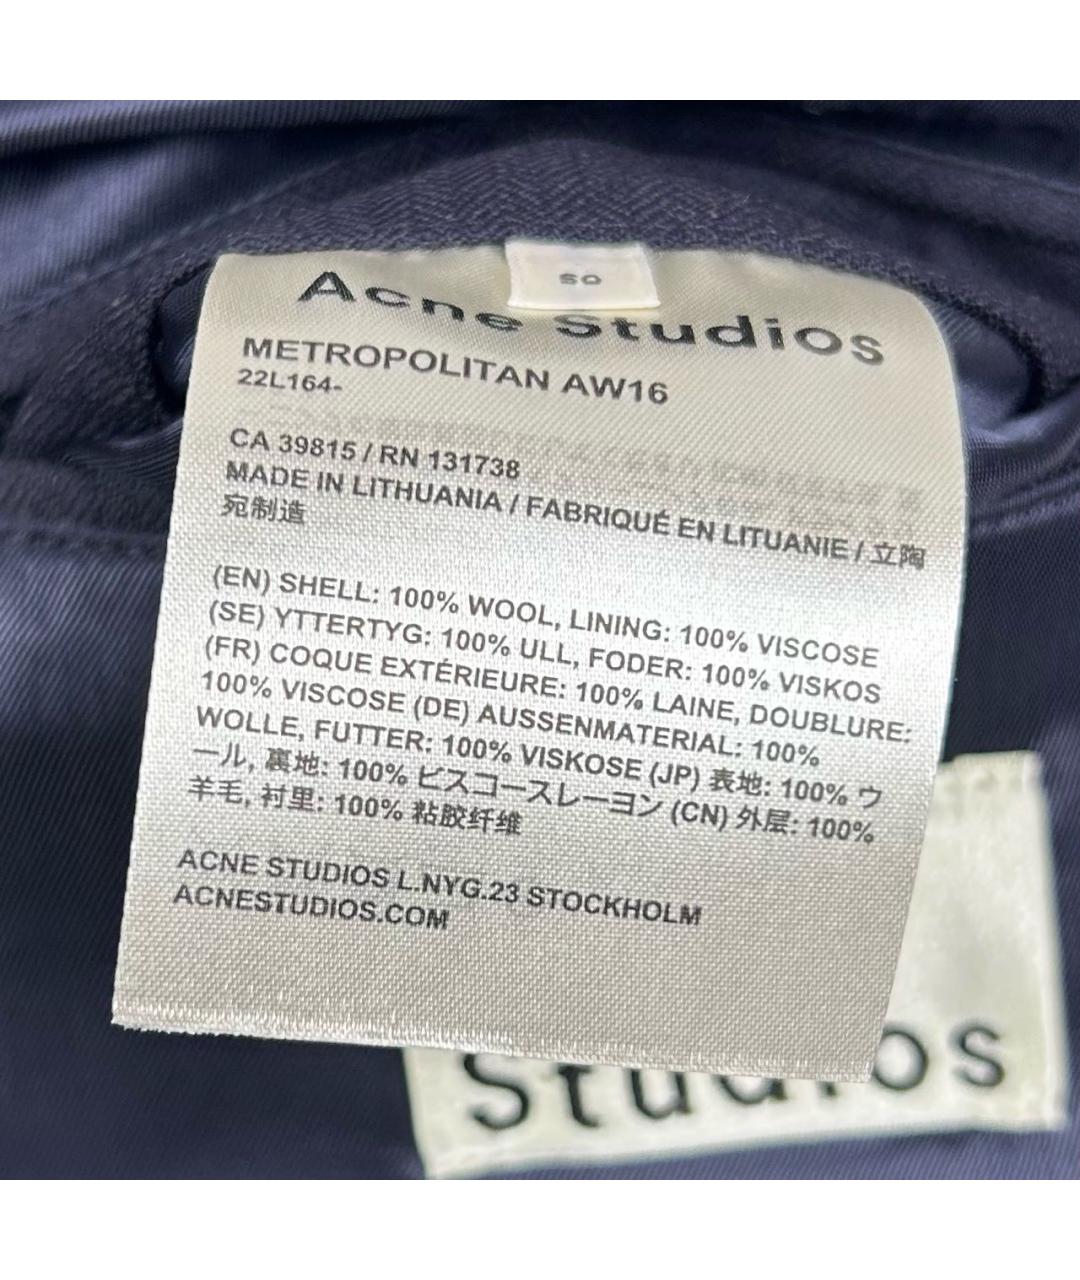 50
Acne Studios
METROPOLITAN AW16
22L164-
CA 39815 / RN 131738
MADE IN LITHUANIA / FABRIQUÉ EN LITUANIE / 立陶
宛制造
(EN) SHELL: 100% WOOL, LINING: 100% VISCOSE
(SE) YTTERTYG: 100% ULL, FODER: 100% VISKOS
(FR) COQUE EXTÉRIEURE: 100% LAINE, DOUBLURE:
100% VISCOSE (DE) AUSSENMATERIAL: 100%
WOLLE, FUTTER: 100% VISKOSE (JP) 表地: 100% ウ
ール, 裏地: 100% ビスコースレーヨン (CN) 外层: 100%
羊毛, 衬里: 100% 粘胶纤维
ACNE STUDIOS L.NYG.23 STOCKHOLM
ACNESTUDIOS.COM
Studios